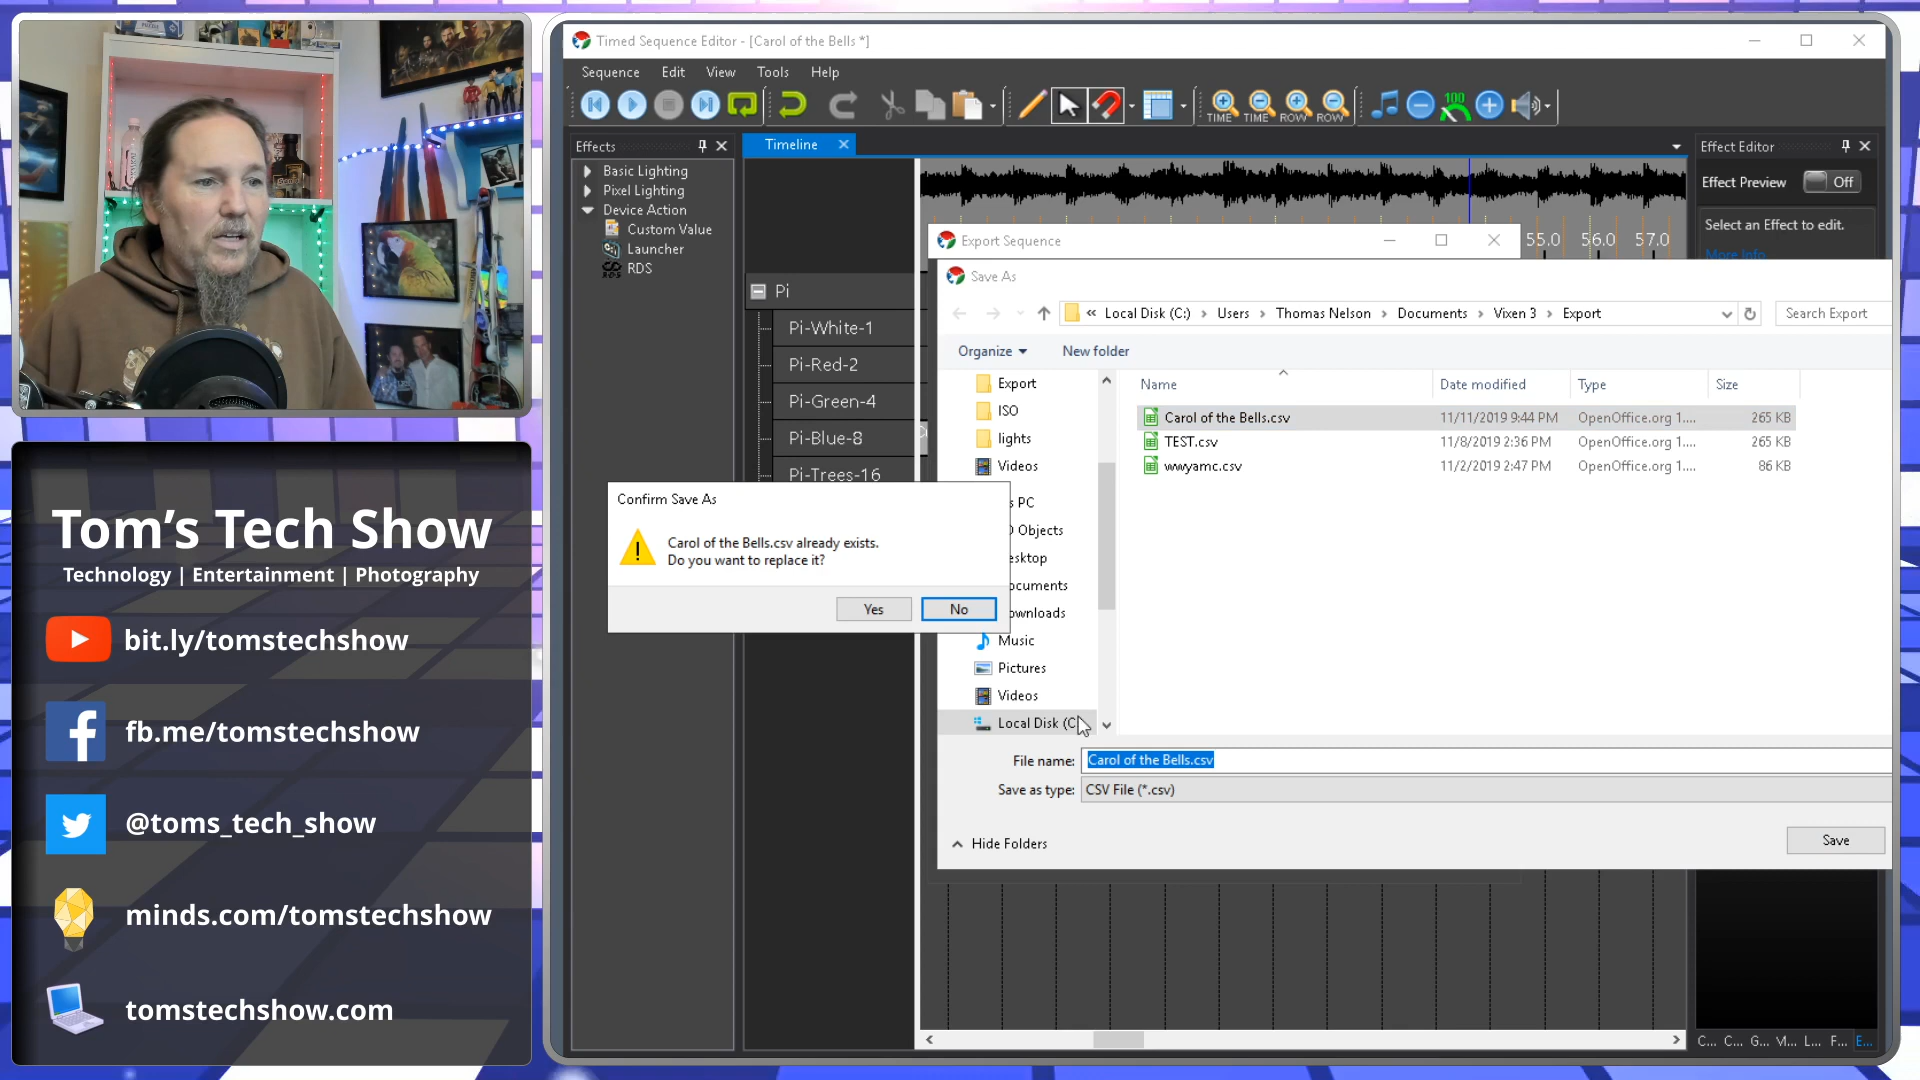 Timed Sequence Editor - [Carol of the Bells *]
Sequence Edit View Tools Help
TIME TIME ROW ROW
100
Effects
Basic Lighting
Pixel Lighting
Device Action
Custom Value
Launcher
RDS
Timeline
Pi
Pi-White-1
Pi-Red-2
Pi-Green-4
Pi-Blue-8
Pi-Trees-16
55.0 56.0 57.0
Effect Editor
Effect Preview Off
Select an Effect to edit.
More Info
Export Sequence
Save As
« Local Disk (C:) › Users › Thomas Nelson › Documents › Vixen 3 › Export
Search Export
Organize New folder
Export
ISO
lights
Videos
s PC
Objects
esktop
ocuments
ownloads
Music
Pictures
Videos
Local Disk (C
Name Date modified Type Size
Carol of the Bells.csv 11/11/2019 9:44 PM OpenOffice.org 1.... 265 KB
TEST.csv 11/8/2019 2:36 PM OpenOffice.org 1.... 265 KB
wwyamc.csv 11/2/2019 2:47 PM OpenOffice.org 1.... 86 KB
File name: Carol of the Bells.csv
Save as type: CSV File (*.csv)
Hide Folders
Save
Confirm Save As
Carol of the Bells.csv already exists.
Do you want to replace it?
Yes No
C... C... G... M... L... F... E...
Tom's Tech Show
Technology | Entertainment | Photography
bit.ly/tomstechshow
fb.me/tomstechshow
@toms_tech_show
minds.com/tomstechshow
tomstechshow.com